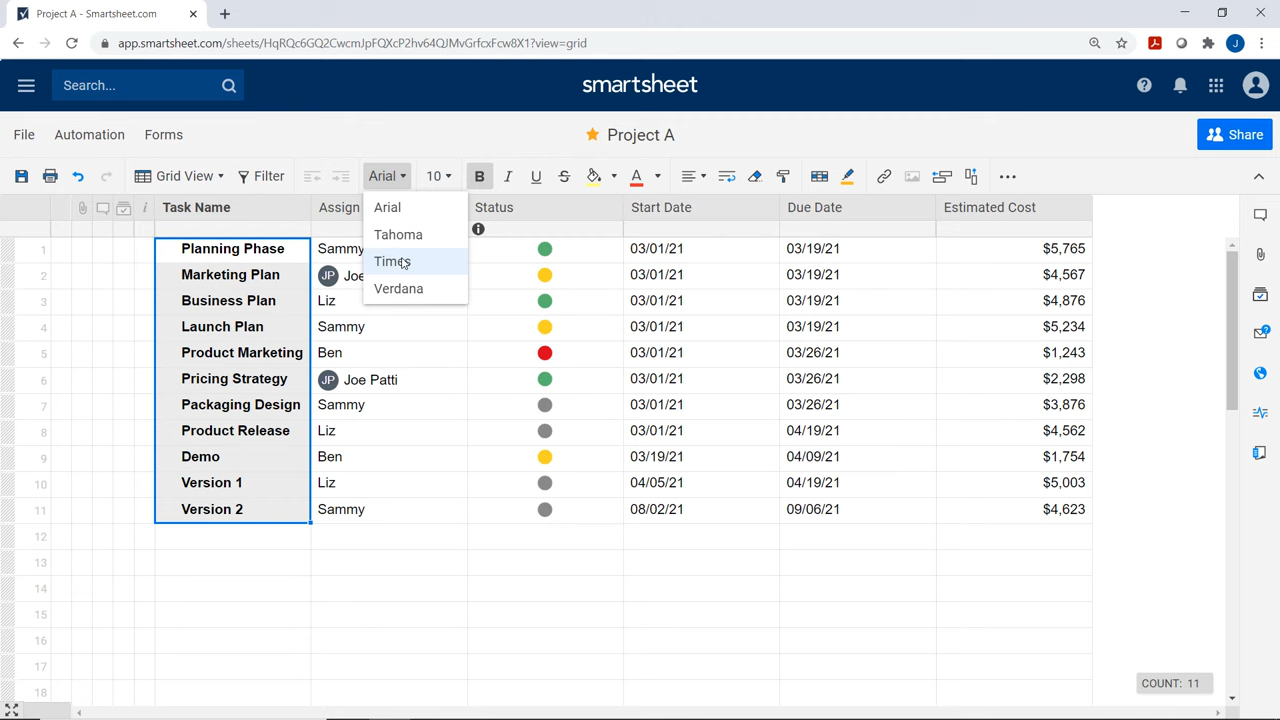 Project A - Smartsheet.com
app.smartsheet.com/sheets/HqRQc6GQ2CwcmJpFQXcP2hv64QJMvGrfcxFcw8X1?view=grid
J
Search...
smartsheet
File Automation Forms
Project A
Share
Grid View Filter Arial 10 B I U S A
Task Name Assign Status Start Date Due Date Estimated Cost
Arial
Tahoma
Times
Verdana
1 Planning Phase Sammy 03/01/21 03/19/21 $5,765
2 Marketing Plan JP Joe 03/01/21 03/19/21 $4,567
3 Business Plan Liz 03/01/21 03/19/21 $4,876
4 Launch Plan Sammy 03/01/21 03/19/21 $5,234
5 Product Marketing Ben 03/01/21 03/26/21 $1,243
6 Pricing Strategy JP Joe Patti 03/01/21 03/26/21 $2,298
7 Packaging Design Sammy 03/01/21 03/26/21 $3,876
8 Product Release Liz 03/01/21 04/19/21 $4,562
9 Demo Ben 03/19/21 04/09/21 $1,754
10 Version 1 Liz 04/05/21 04/19/21 $5,003
11 Version 2 Sammy 08/02/21 09/06/21 $4,623
12
13
14
15
16
17
18
COUNT: 11